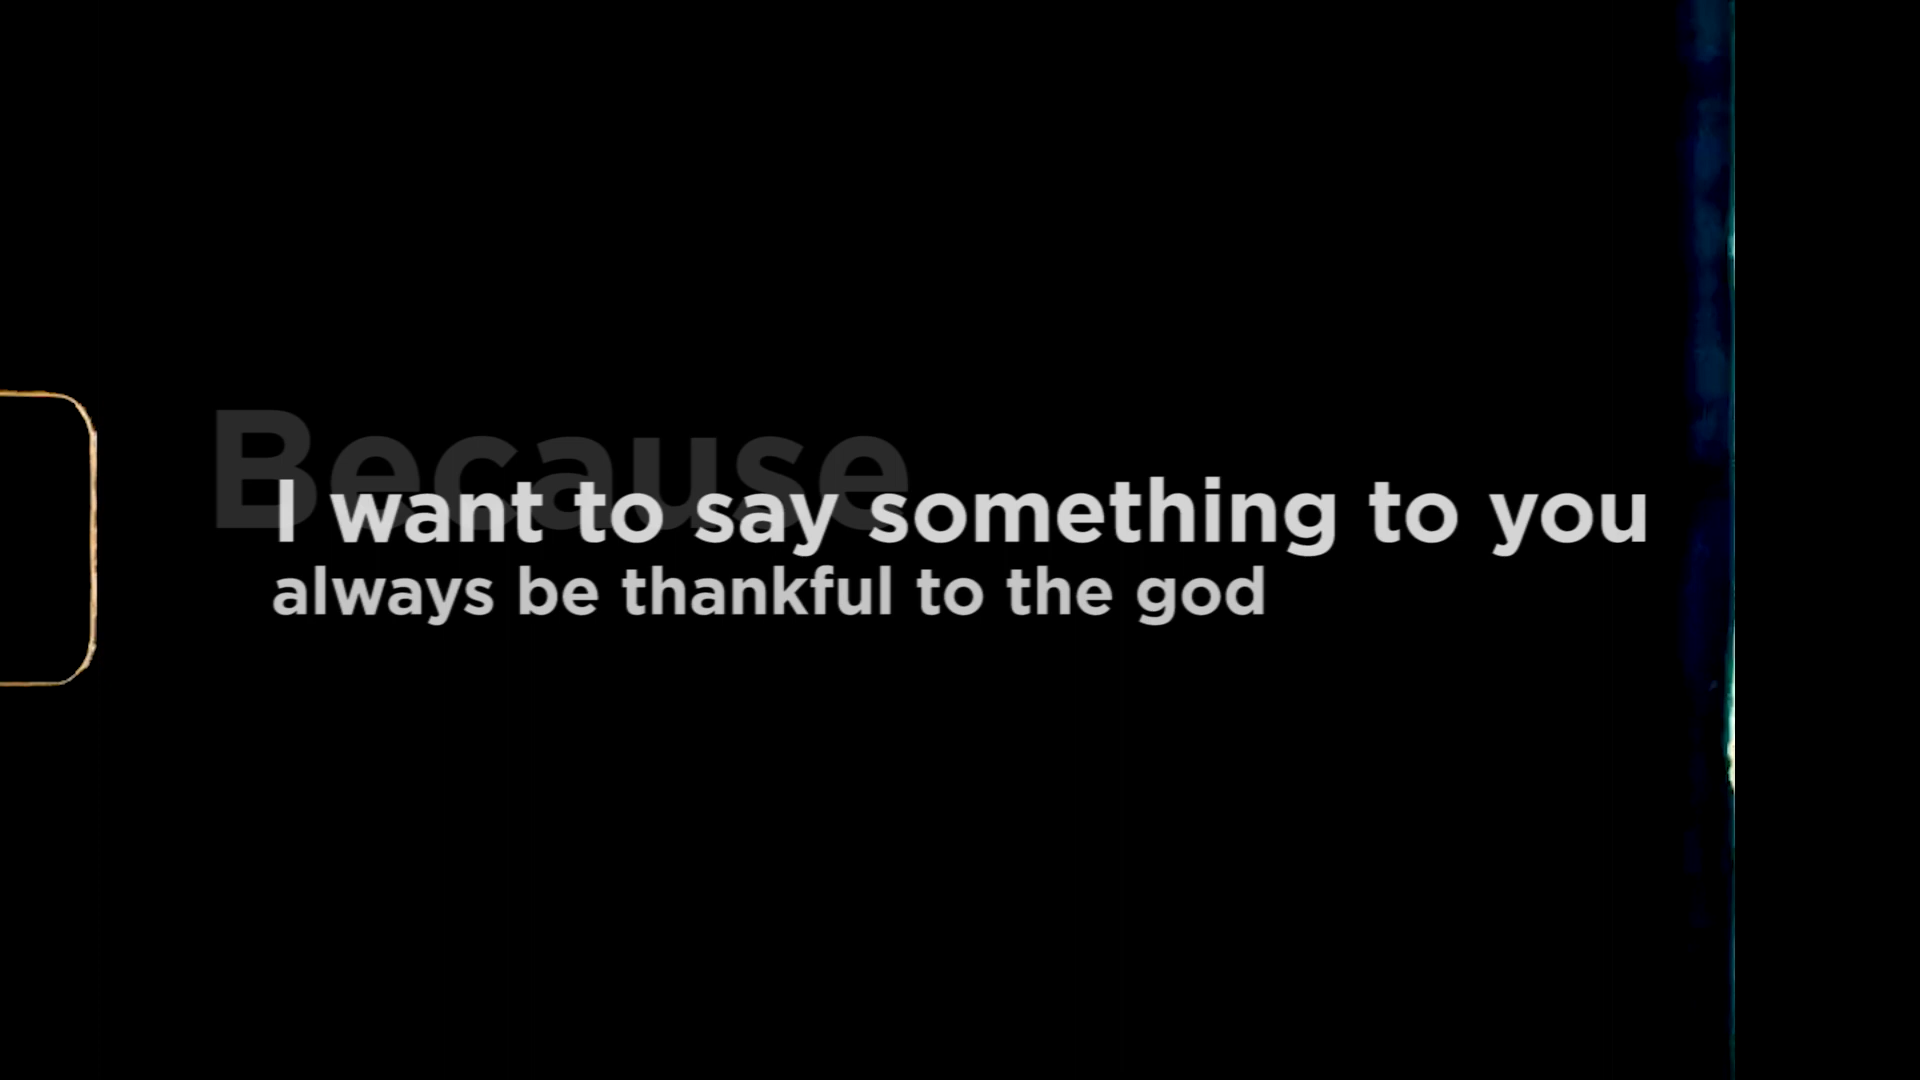 Because
I want to say something to you
always be thankful to the god